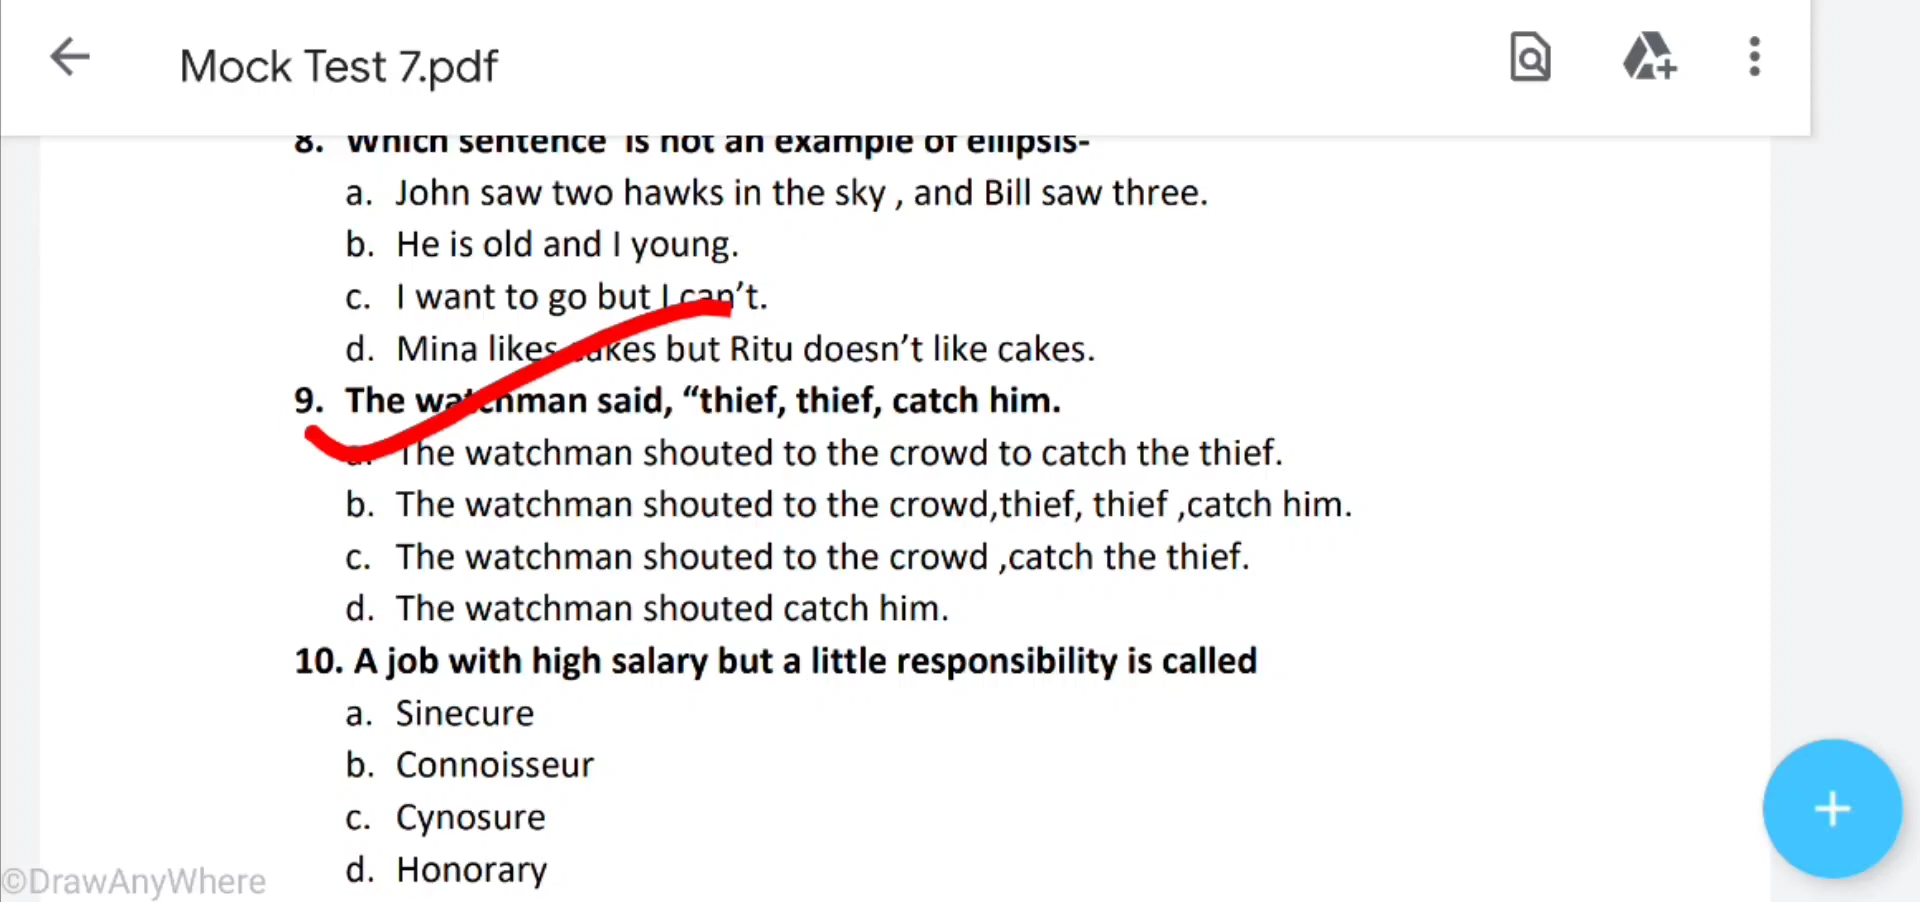 Mock Test 7.pdf
8. Which sentence is not an example of ellipsis-
a. John saw two hawks in the sky , and Bill saw three.
b. He is old and I young.
c. I want to go but I can’t.
d. Mina likes cakes but Ritu doesn’t like cakes.
9. The watchman said, “thief, thief, catch him.
a. The watchman shouted to the crowd to catch the thief.
b. The watchman shouted to the crowd,thief, thief ,catch him.
c. The watchman shouted to the crowd ,catch the thief.
d. The watchman shouted catch him.
10. A job with high salary but a little responsibility is called
a. Sinecure
b. Connoisseur
c. Cynosure
d. Honorary
©DrawAnyWhere